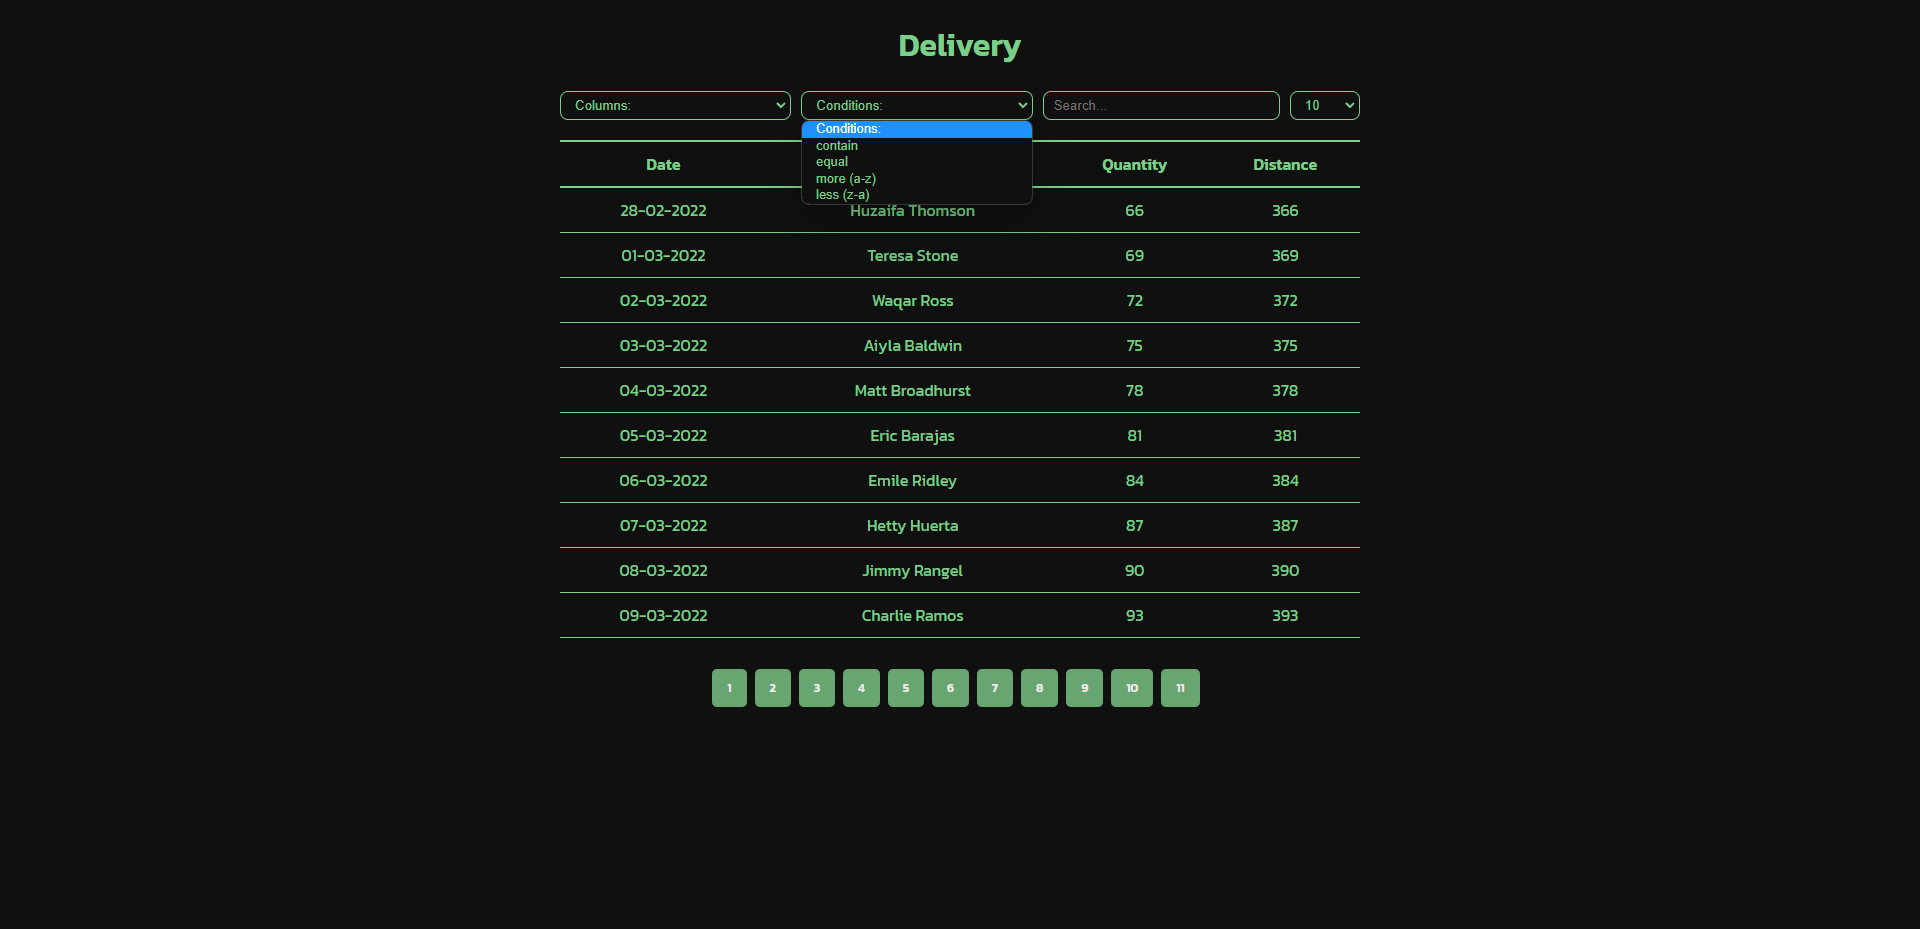 Delivery
Columns: Conditions: Search... 10
Conditions:
contain
equal
more (a-z)
less (z-a)
Date Quantity Distance
28-02-2022 Huzaifa Thomson 66 366
01-03-2022 Teresa Stone 69 369
02-03-2022 Waqar Ross 72 372
03-03-2022 Aiyla Baldwin 75 375
04-03-2022 Matt Broadhurst 78 378
05-03-2022 Eric Barajas 81 381
06-03-2022 Emile Ridley 84 384
07-03-2022 Hetty Huerta 87 387
08-03-2022 Jimmy Rangel 90 390
09-03-2022 Charlie Ramos 93 393
1 2 3 4 5 6 7 8 9 10 11